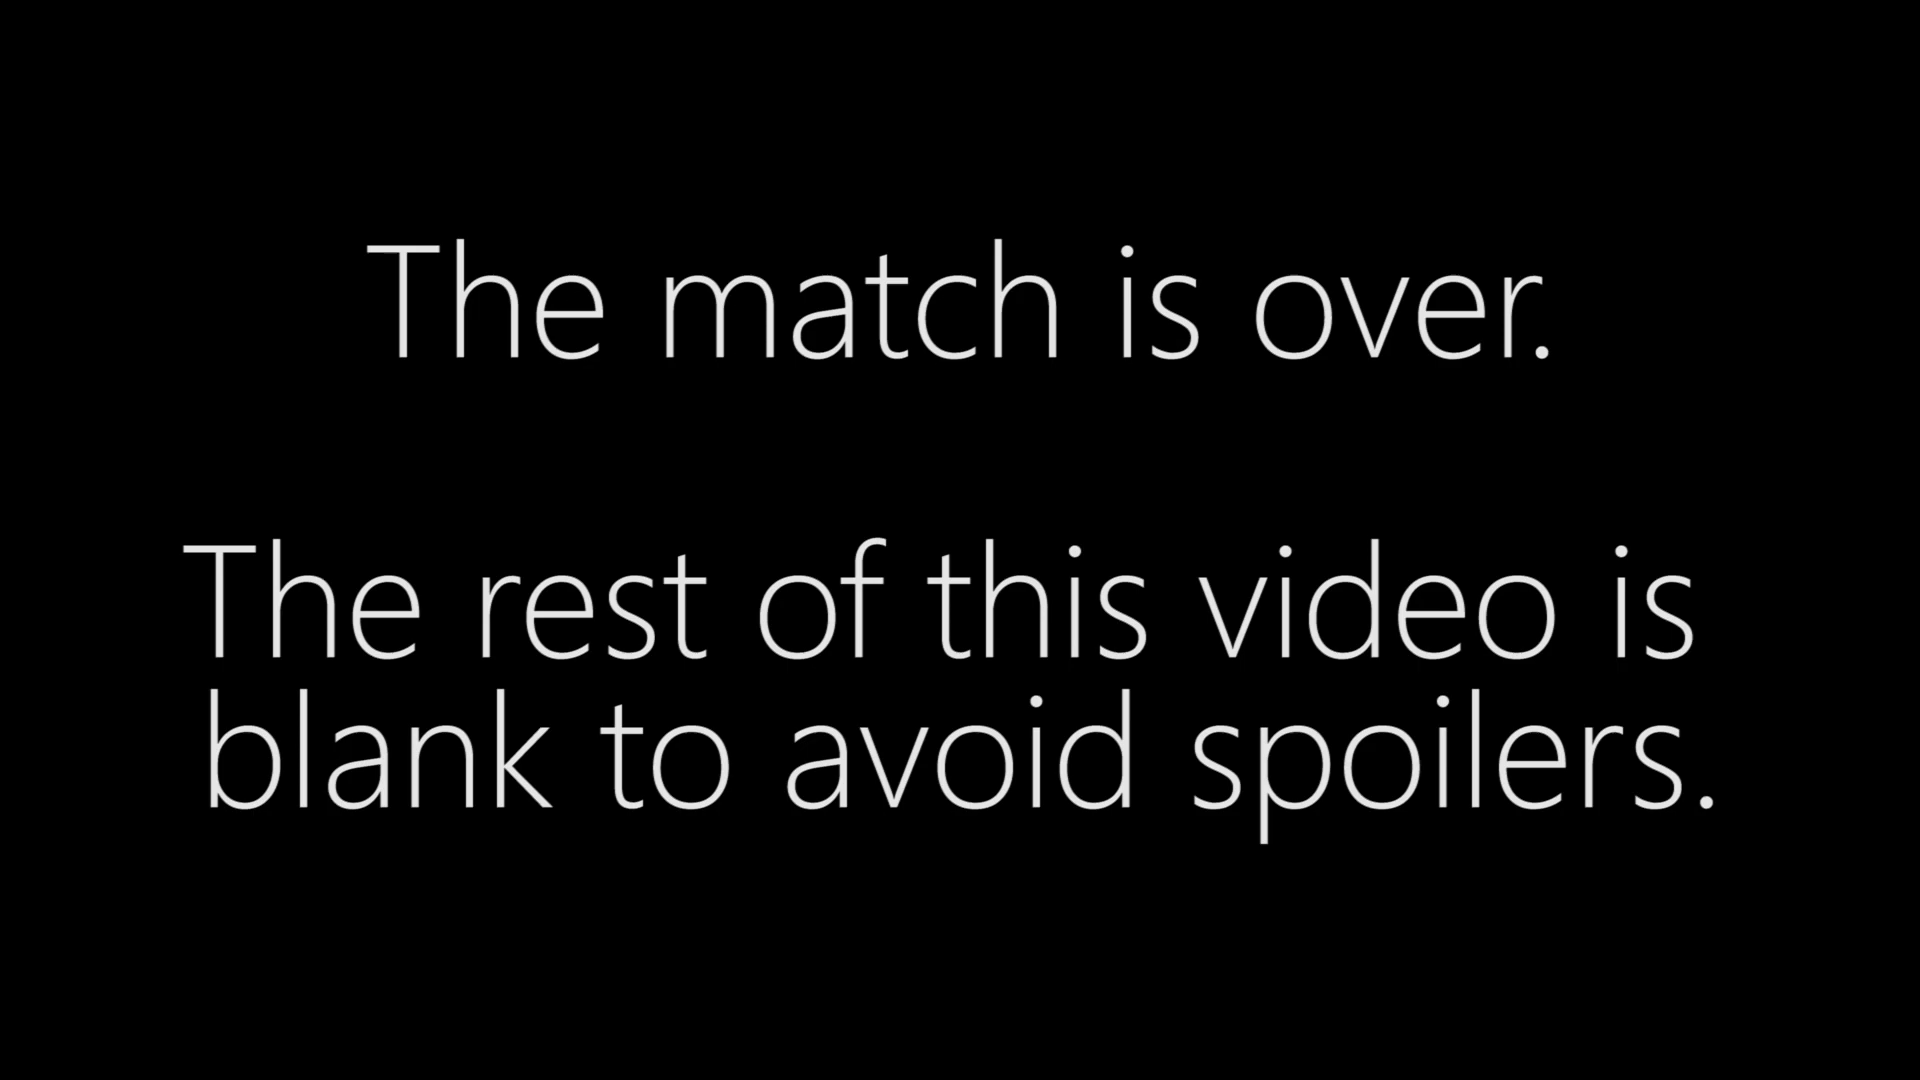 The match is over.
The rest of this video is
blank to avoid spoilers.